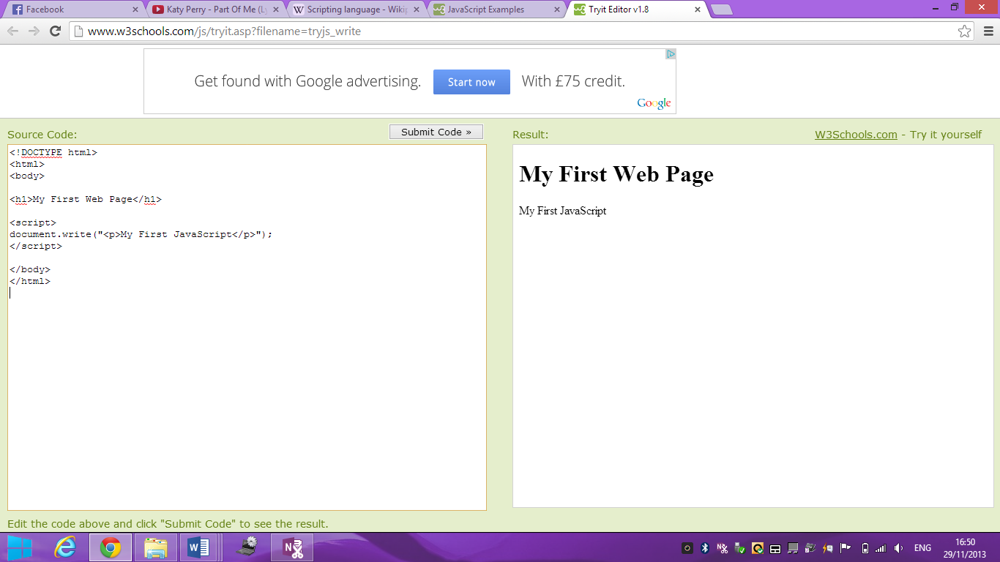 Facebook
Katy Perry - Part Of Me (Ly
Scripting language - Wikip
JavaScript Examples
Tryit Editor v1.8
www.w3schools.com/js/tryit.asp?filename=tryjs_write
Get found with Google advertising. Start now With £75 credit.
Google
Source Code:
Submit Code »
<!DOCTYPE html>
<html>
<body>
<h1>My First Web Page</h1>
<script>
document.write("<p>My First JavaScript</p>");
</script>
</body>
</html>
Edit the code above and click "Submit Code" to see the result.
Result:
W3Schools.com - Try it yourself
My First Web Page
My First JavaScript
ENG
16:50
29/11/2013